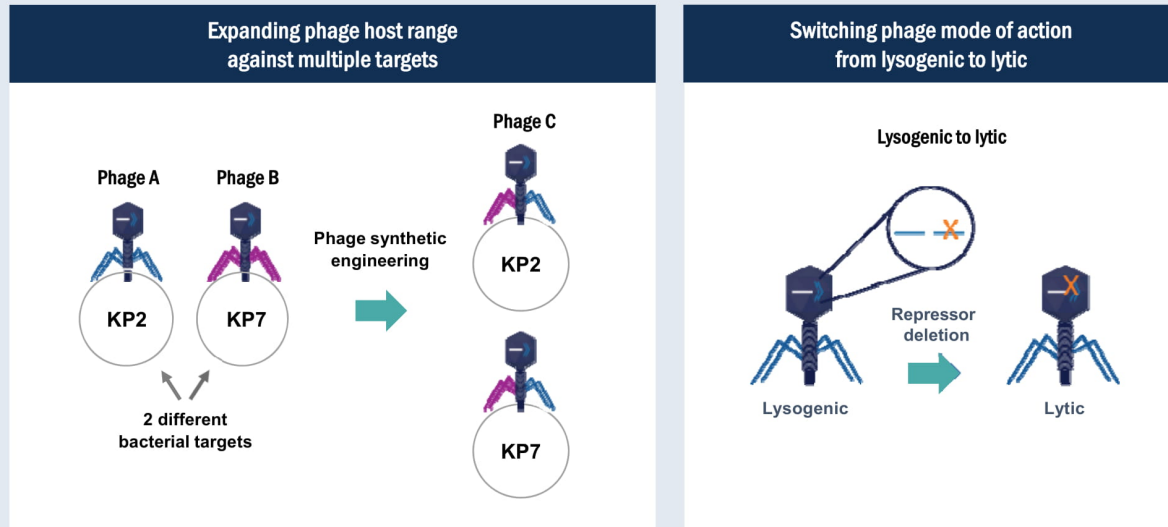 Expanding phage host range
against multiple targets
Phage A
Phage B
KP2
KP7
2 different
bacterial targets
Phage synthetic
engineering
Phage C
KP2
KP7
Switching phage mode of action
from lysogenic to lytic
Lysogenic to lytic
X
Repressor
deletion
X
Lysogenic
Lytic